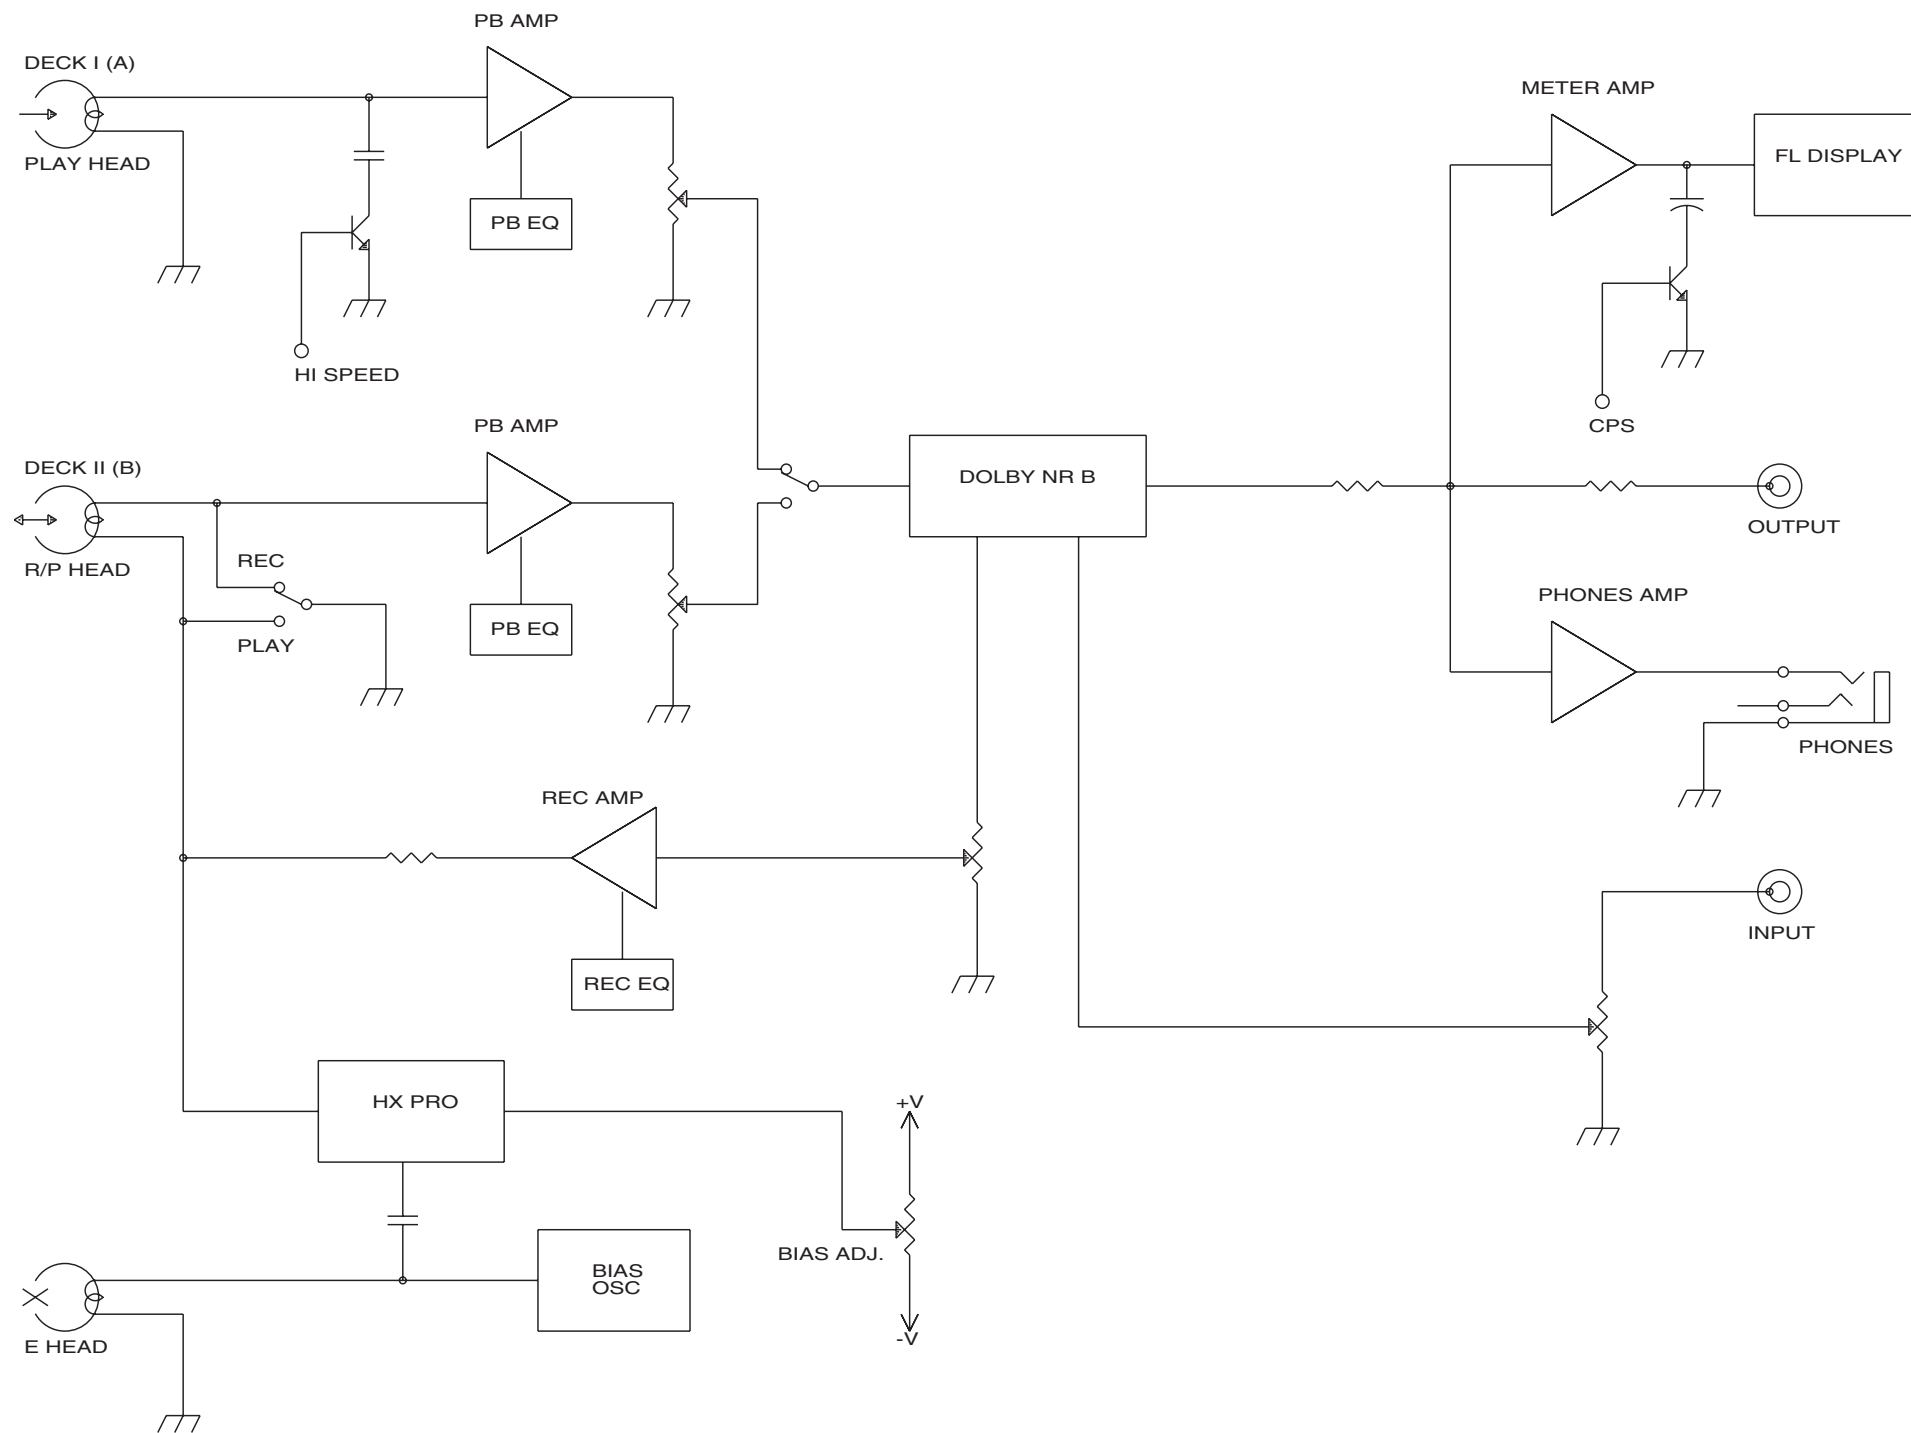 PB AMP
DECK I (A)
METER AMP
FL DISPLAY
PLAY HEAD
PB EQ
HI SPEED
PB AMP
CPS
DECK II (B)
DOLBY NR B
OUTPUT
REC
R/P HEAD
PHONES AMP
PB EQ
PLAY
PHONES
REC AMP
INPUT
REC EQ
HX PRO
+V
BIAS ADJ.
BIAS
OSC
-V
E HEAD